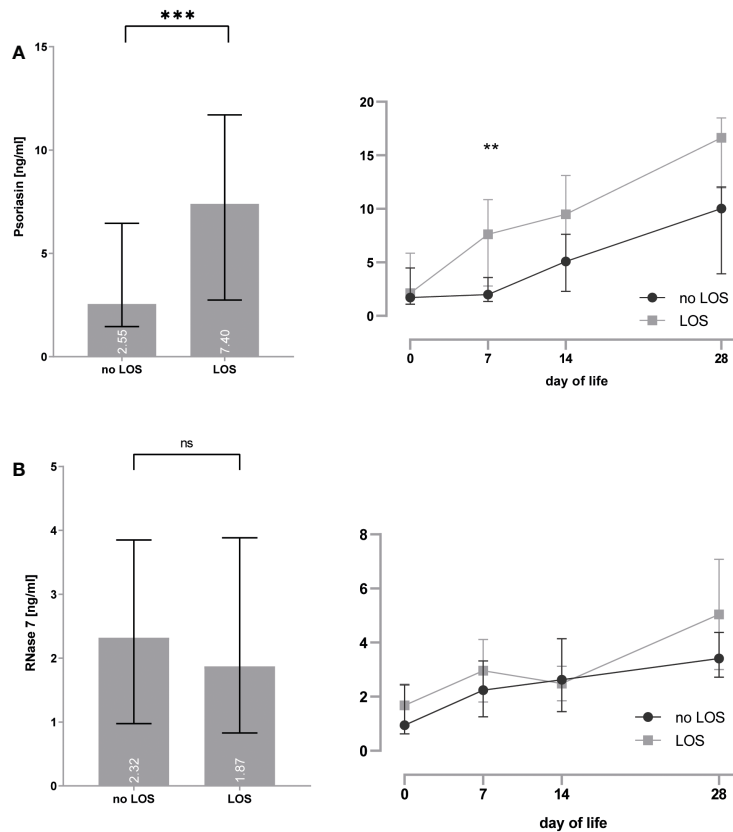 A
***
Psoriasin [ng/ml]
15
10
5
0
2.55
7.40
no LOS
LOS
20
15
10
5
0
**
no LOS
LOS
0
7
14
28
day of life
B
ns
RNase 7 [ng/ml]
5
4
3
2
1
0
2.32
1.87
no LOS
LOS
8
6
4
2
0
no LOS
LOS
0
7
14
28
day of life